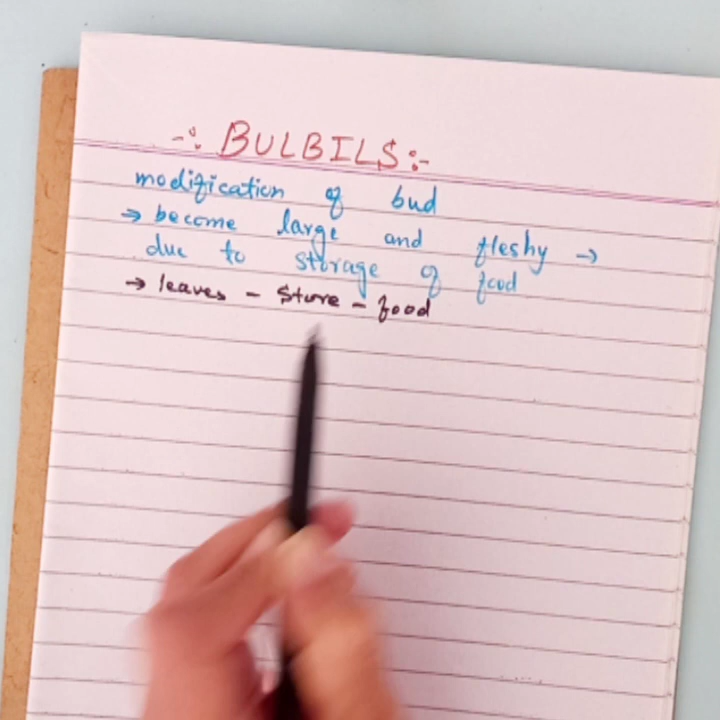 -:BULBILS:-
modification of bud
→ become large and fleshy →
due to storage of food
→ leaves - store - food